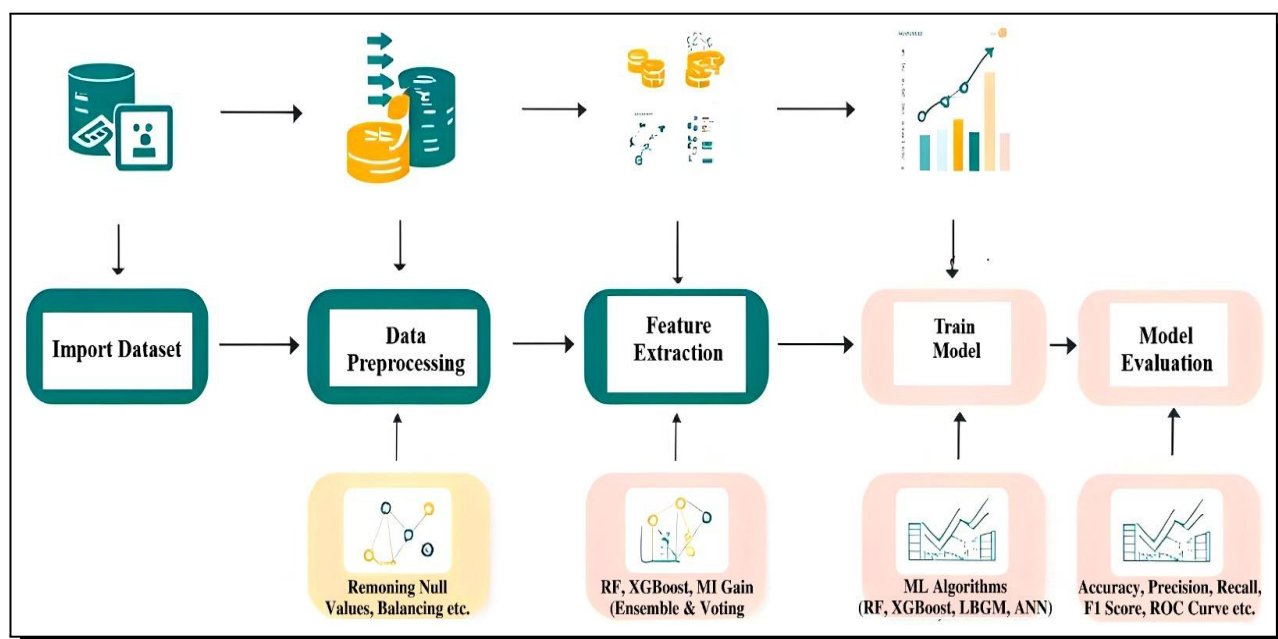 Import Dataset
Data
Preprocessing
Feature
Extraction
Train
Model
Model
Evaluation
Remoning Null
Values, Balancing etc.
RF, XGBoost, MI Gain
(Ensemble & Voting
ML Algorithms
(RF, XGBoost, LBGM, ANN)
Accuracy, Precision, Recall,
F1 Score, ROC Curve etc.